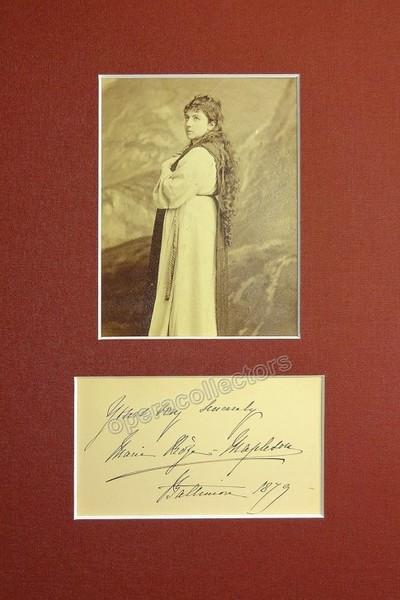 operacollectors
Yours very sincerely
Marie Roze-Mapleson
Baltimore 1879